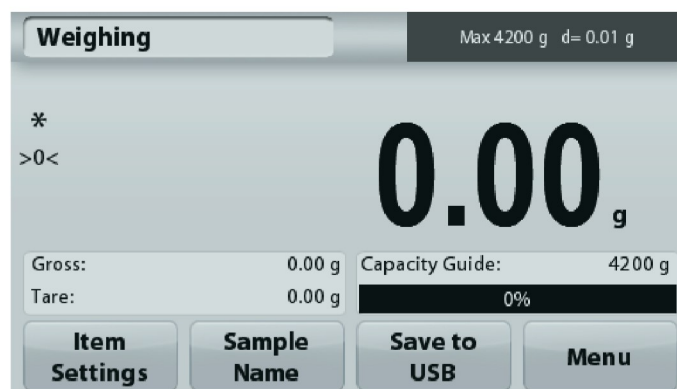 Weighing
Max 4200 g d= 0.01 g
*
>0<
0.00 g
Gross: 0.00 g
Capacity Guide: 4200 g
Tare: 0.00 g
0%
Item Settings
Sample Name
Save to USB
Menu